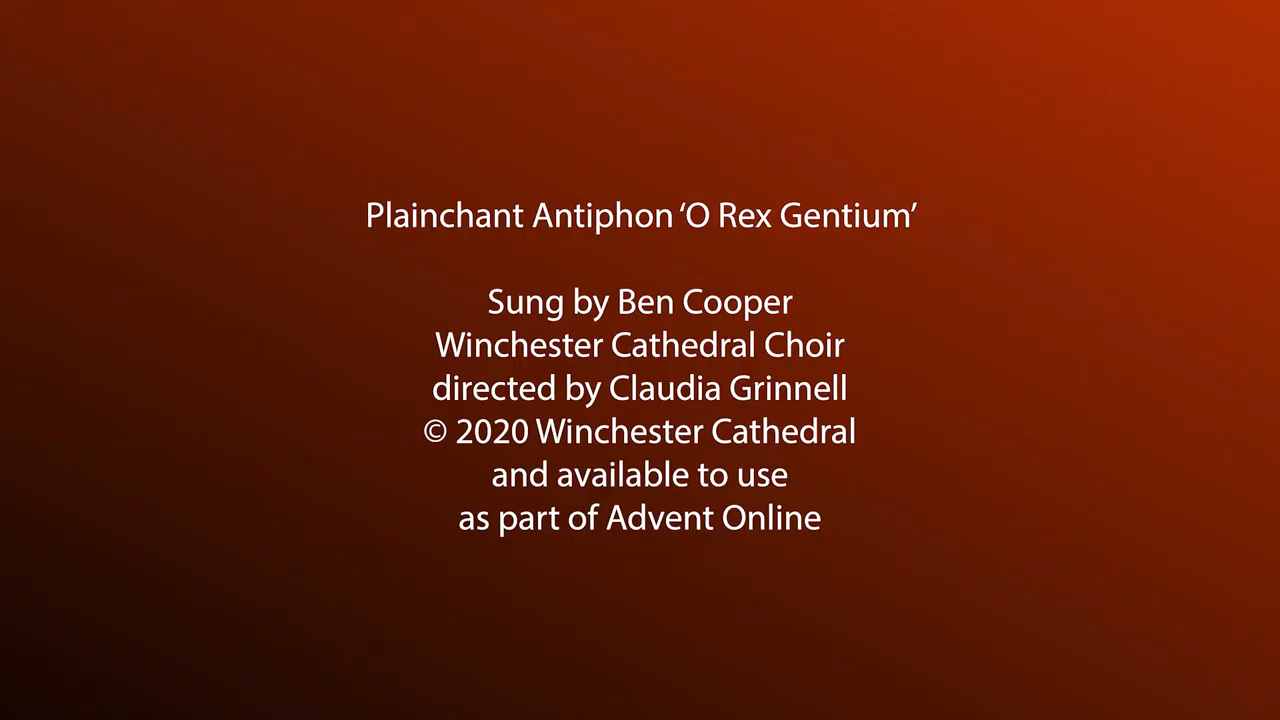 Plainchant Antiphon ‘O Rex Gentium’
Sung by Ben Cooper
Winchester Cathedral Choir
directed by Claudia Grinnell
© 2020 Winchester Cathedral
and available to use
as part of Advent Online